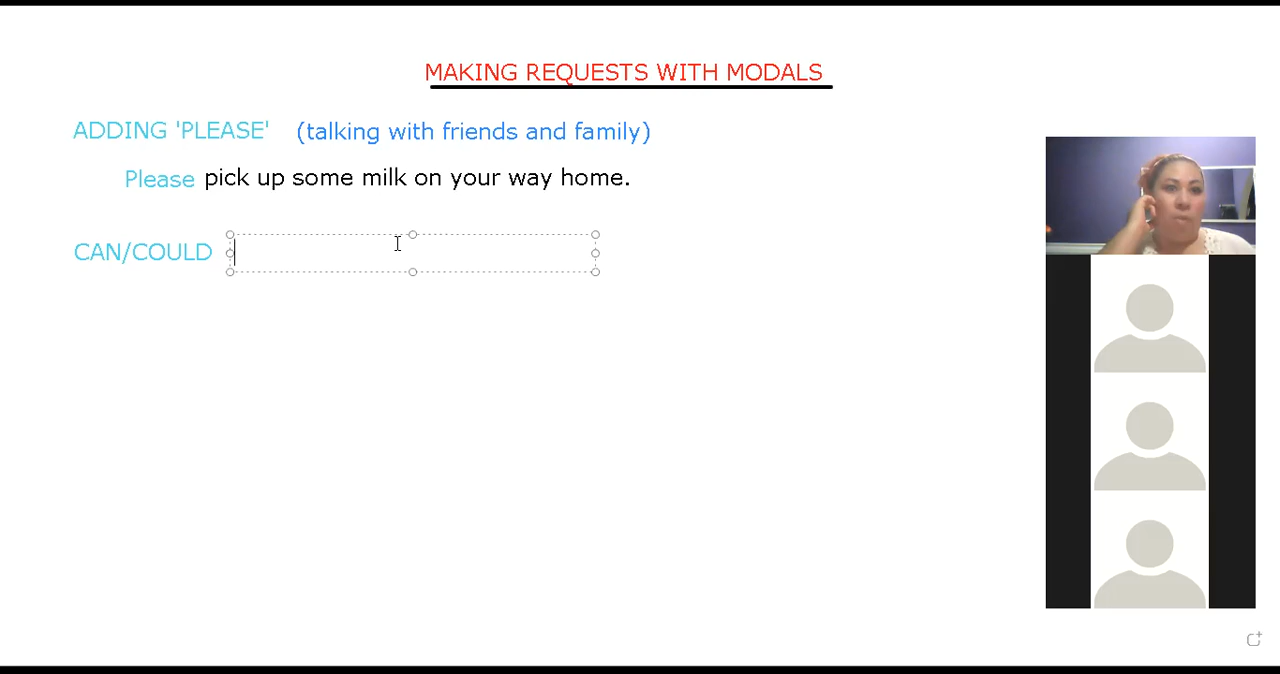 MAKING REQUESTS WITH MODALS
ADDING 'PLEASE' (talking with friends and family)
Please pick up some milk on your way home.
CAN/COULD